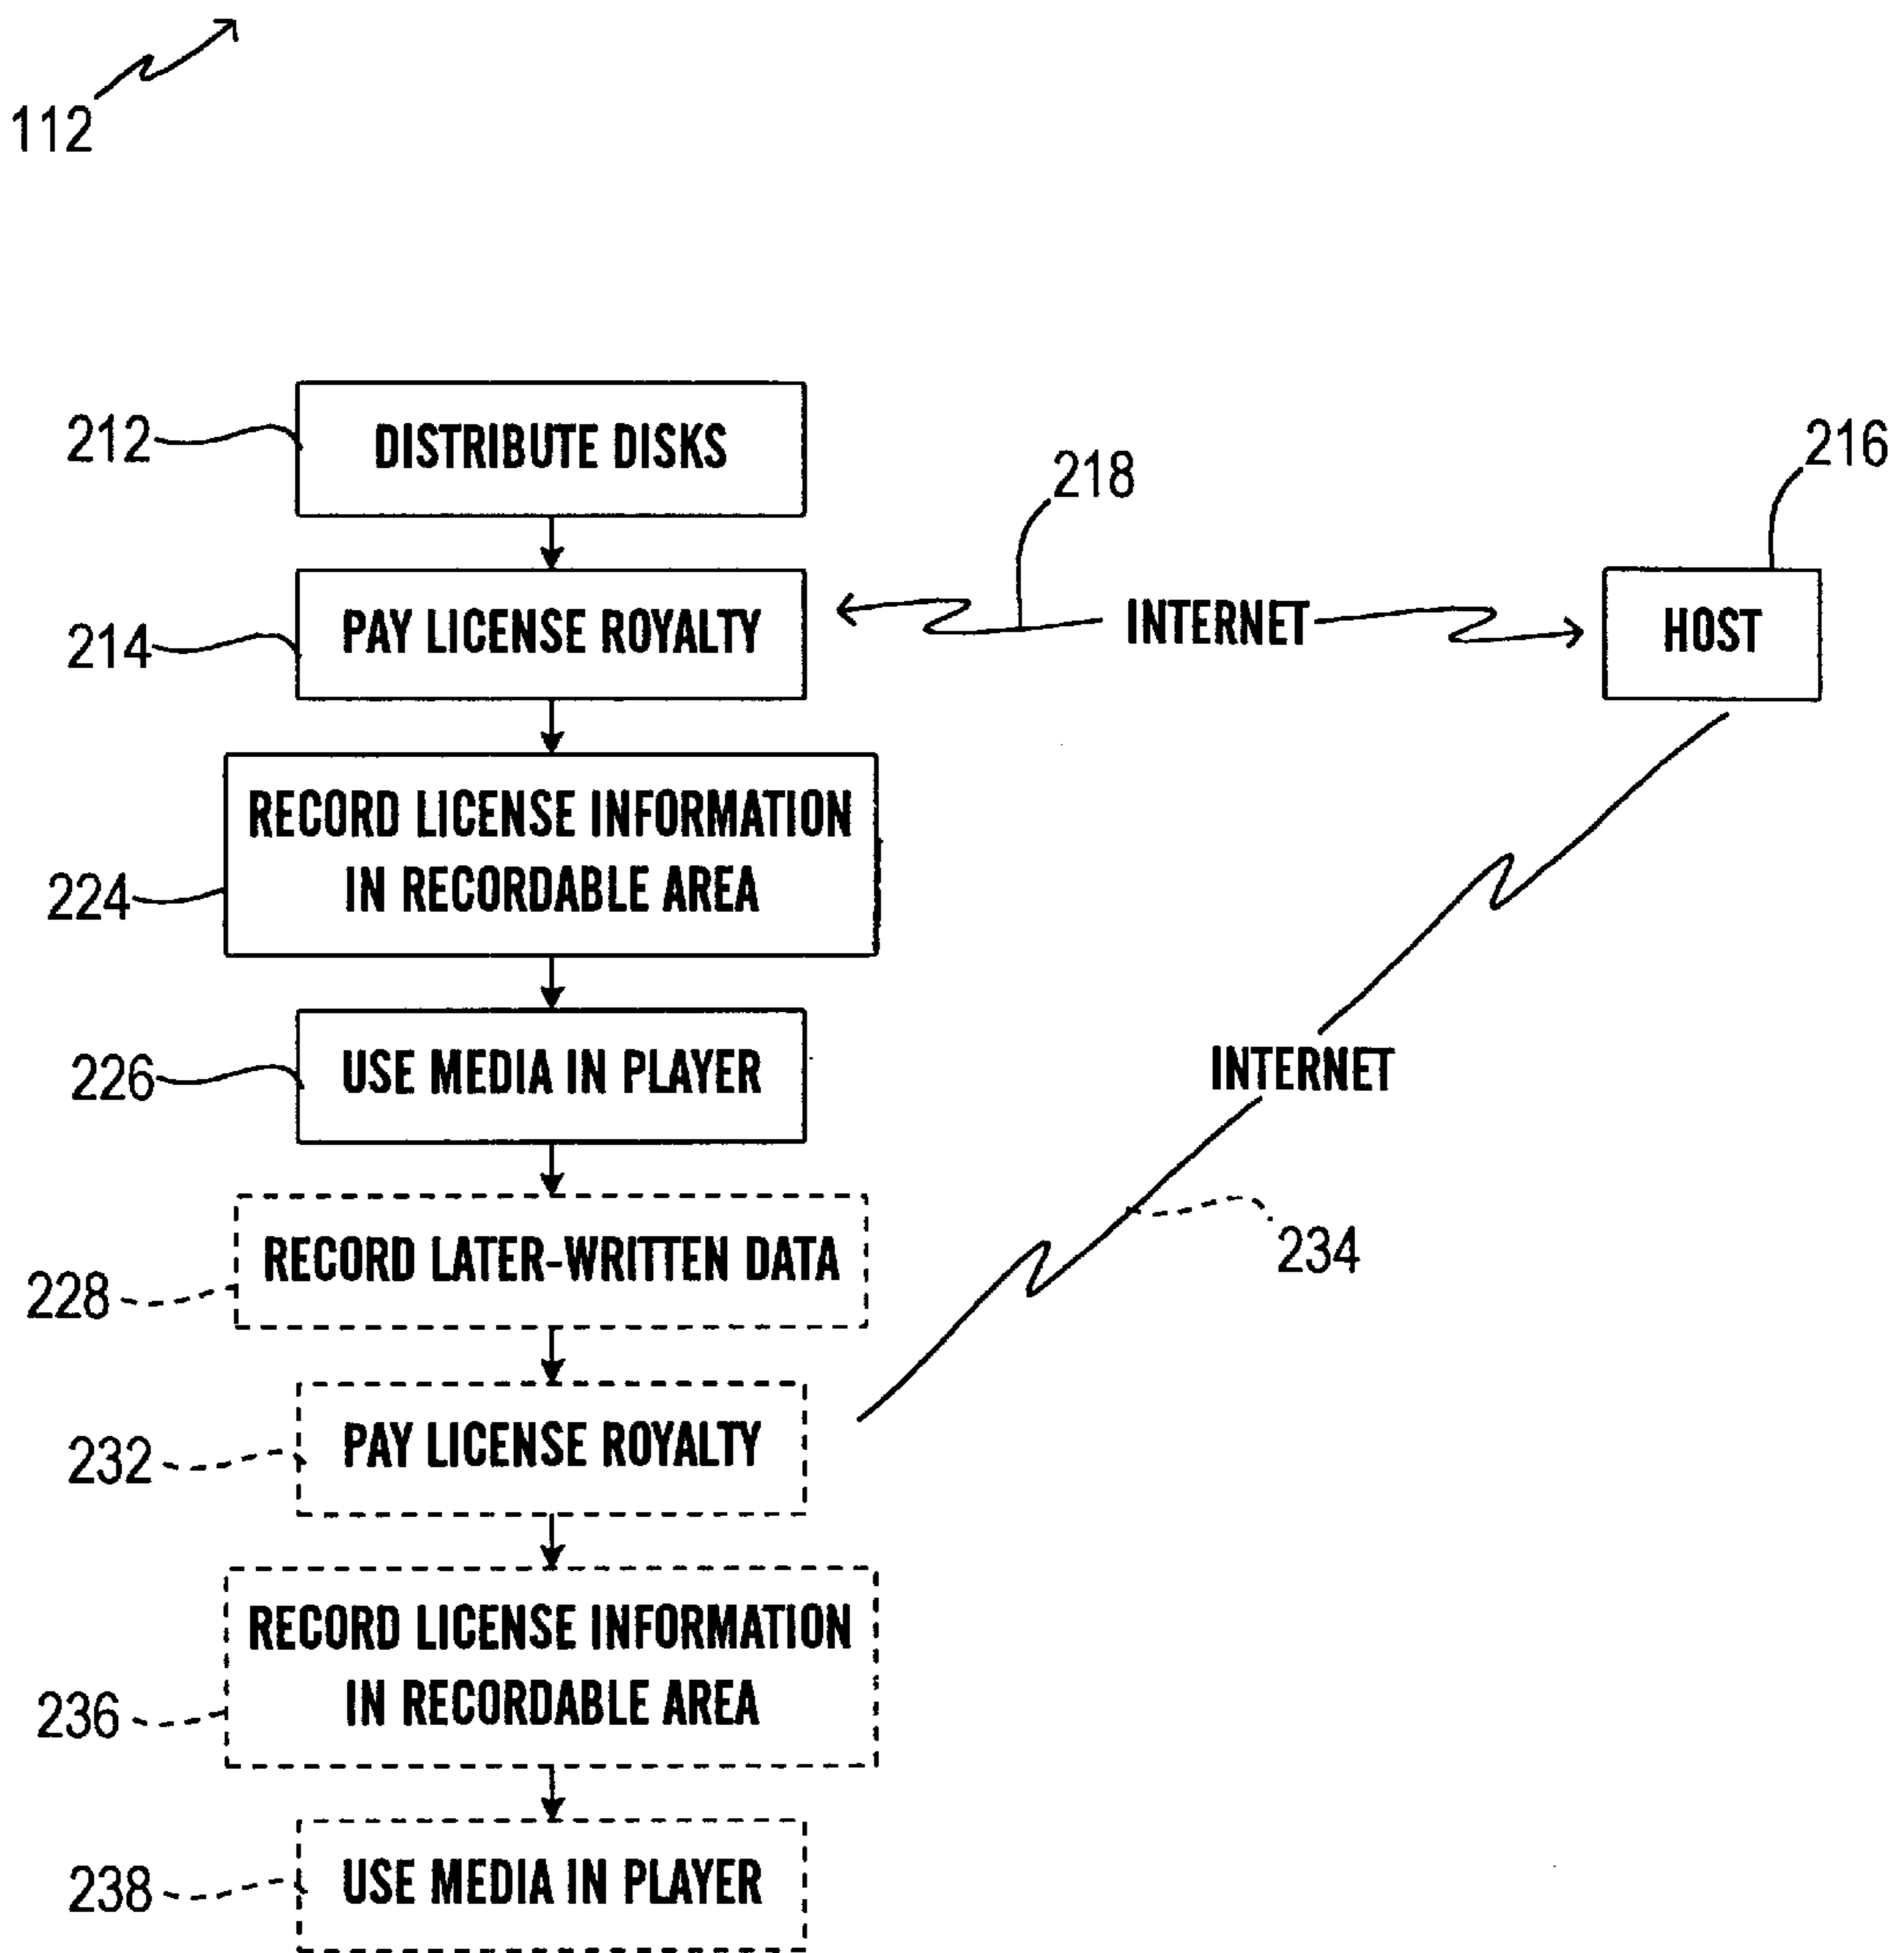 112
212
DISTRIBUTE DISKS
218
216
214
PAY LICENSE ROYALTY
INTERNET
HOST
RECORD LICENSE INFORMATION
IN RECORDABLE AREA
224
226
USE MEDIA IN PLAYER
INTERNET
228
RECORD LATER-WRITTEN DATA
234
232
PAY LICENSE ROYALTY
RECORD LICENSE INFORMATION
IN RECORDABLE AREA
236
238
USE MEDIA IN PLAYER